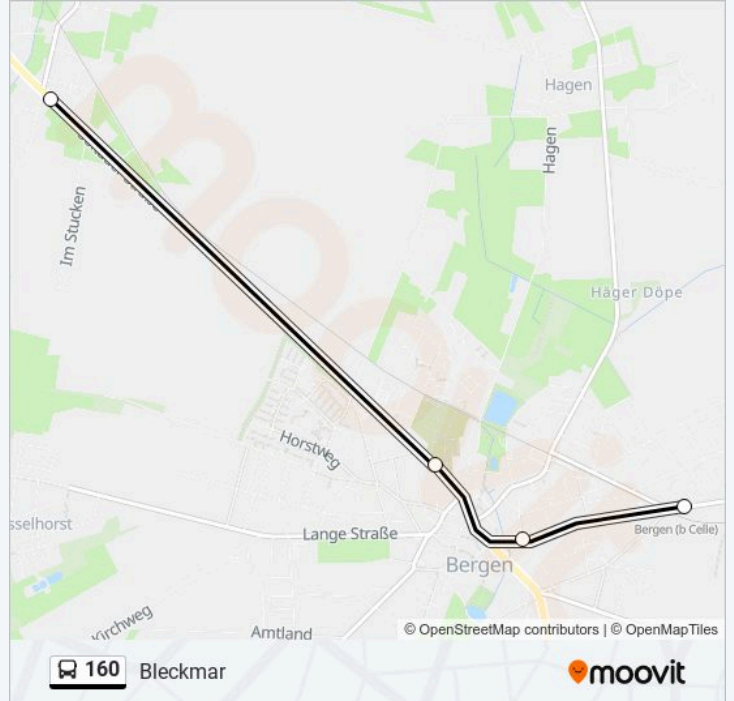 Hagen
Hagen
Im Stucken
Häger Döpe
Horstweg
sselhorst
Lange Straße
Bergen (b Celle)
Bergen
Kirchweg
Amtland
© OpenStreetMap contributors | © OpenMapTiles
160 Bleckmar
moovit